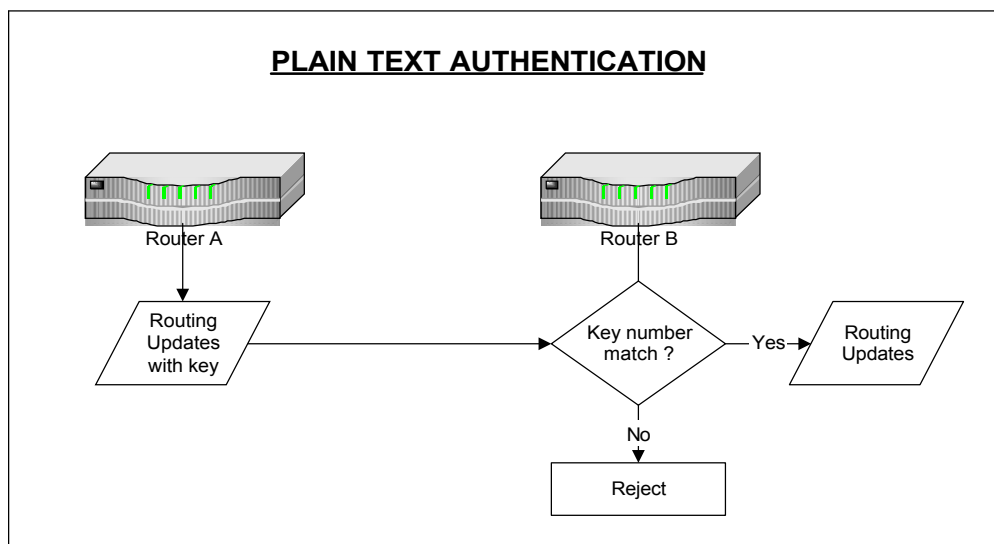 PLAIN TEXT AUTHENTICATION
Router A
Router B
Routing
Updates
with key
Key number
match ?
Yes
Routing
Updates
No
Reject